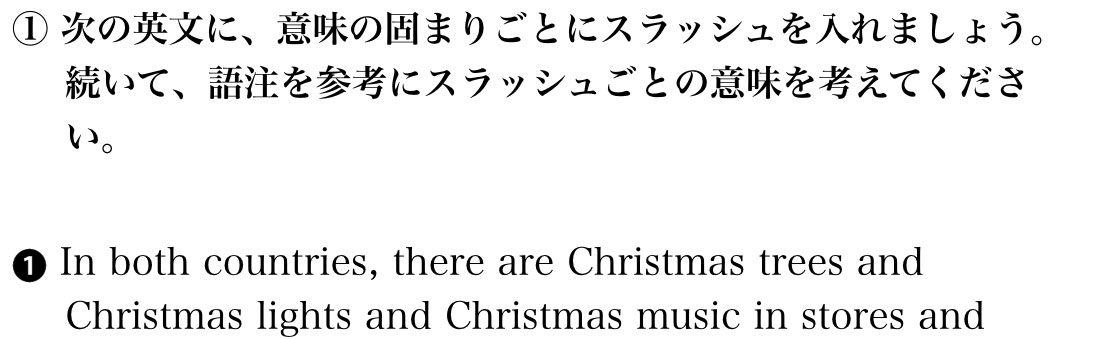 ① 次の英文に、意味の固まりごとにスラッシュを入れましょう。
続いて、語注を参考にスラッシュごとの意味を考えてくださ
い。
❶ In both countries, there are Christmas trees and
Christmas lights and Christmas music in stores and